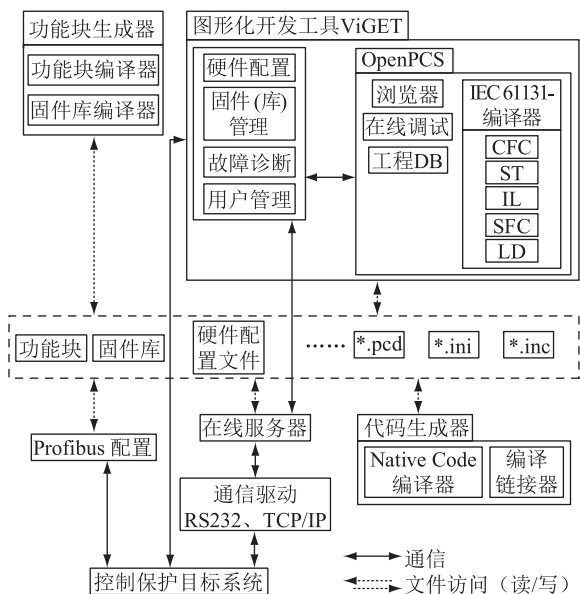 功能块生成器
功能块编译器
固件库编译器
图形化开发工具ViGET
硬件配置
固件(库)
管理
故障诊断
用户管理
OpenPCS
浏览器
在线调试
工程DB
IEC 61131-
编译器
CFC
ST
IL
SFC
LD
功能块
固件库
硬件配
置文件
……
*.pcd
*.ini
*.inc
Profibus 配置
在线服务器
通信驱动
RS232、TCP/IP
代码生成器
Native Code
编译器
编译
链接器
控制保护目标系统
通信
文件访问（读/写）